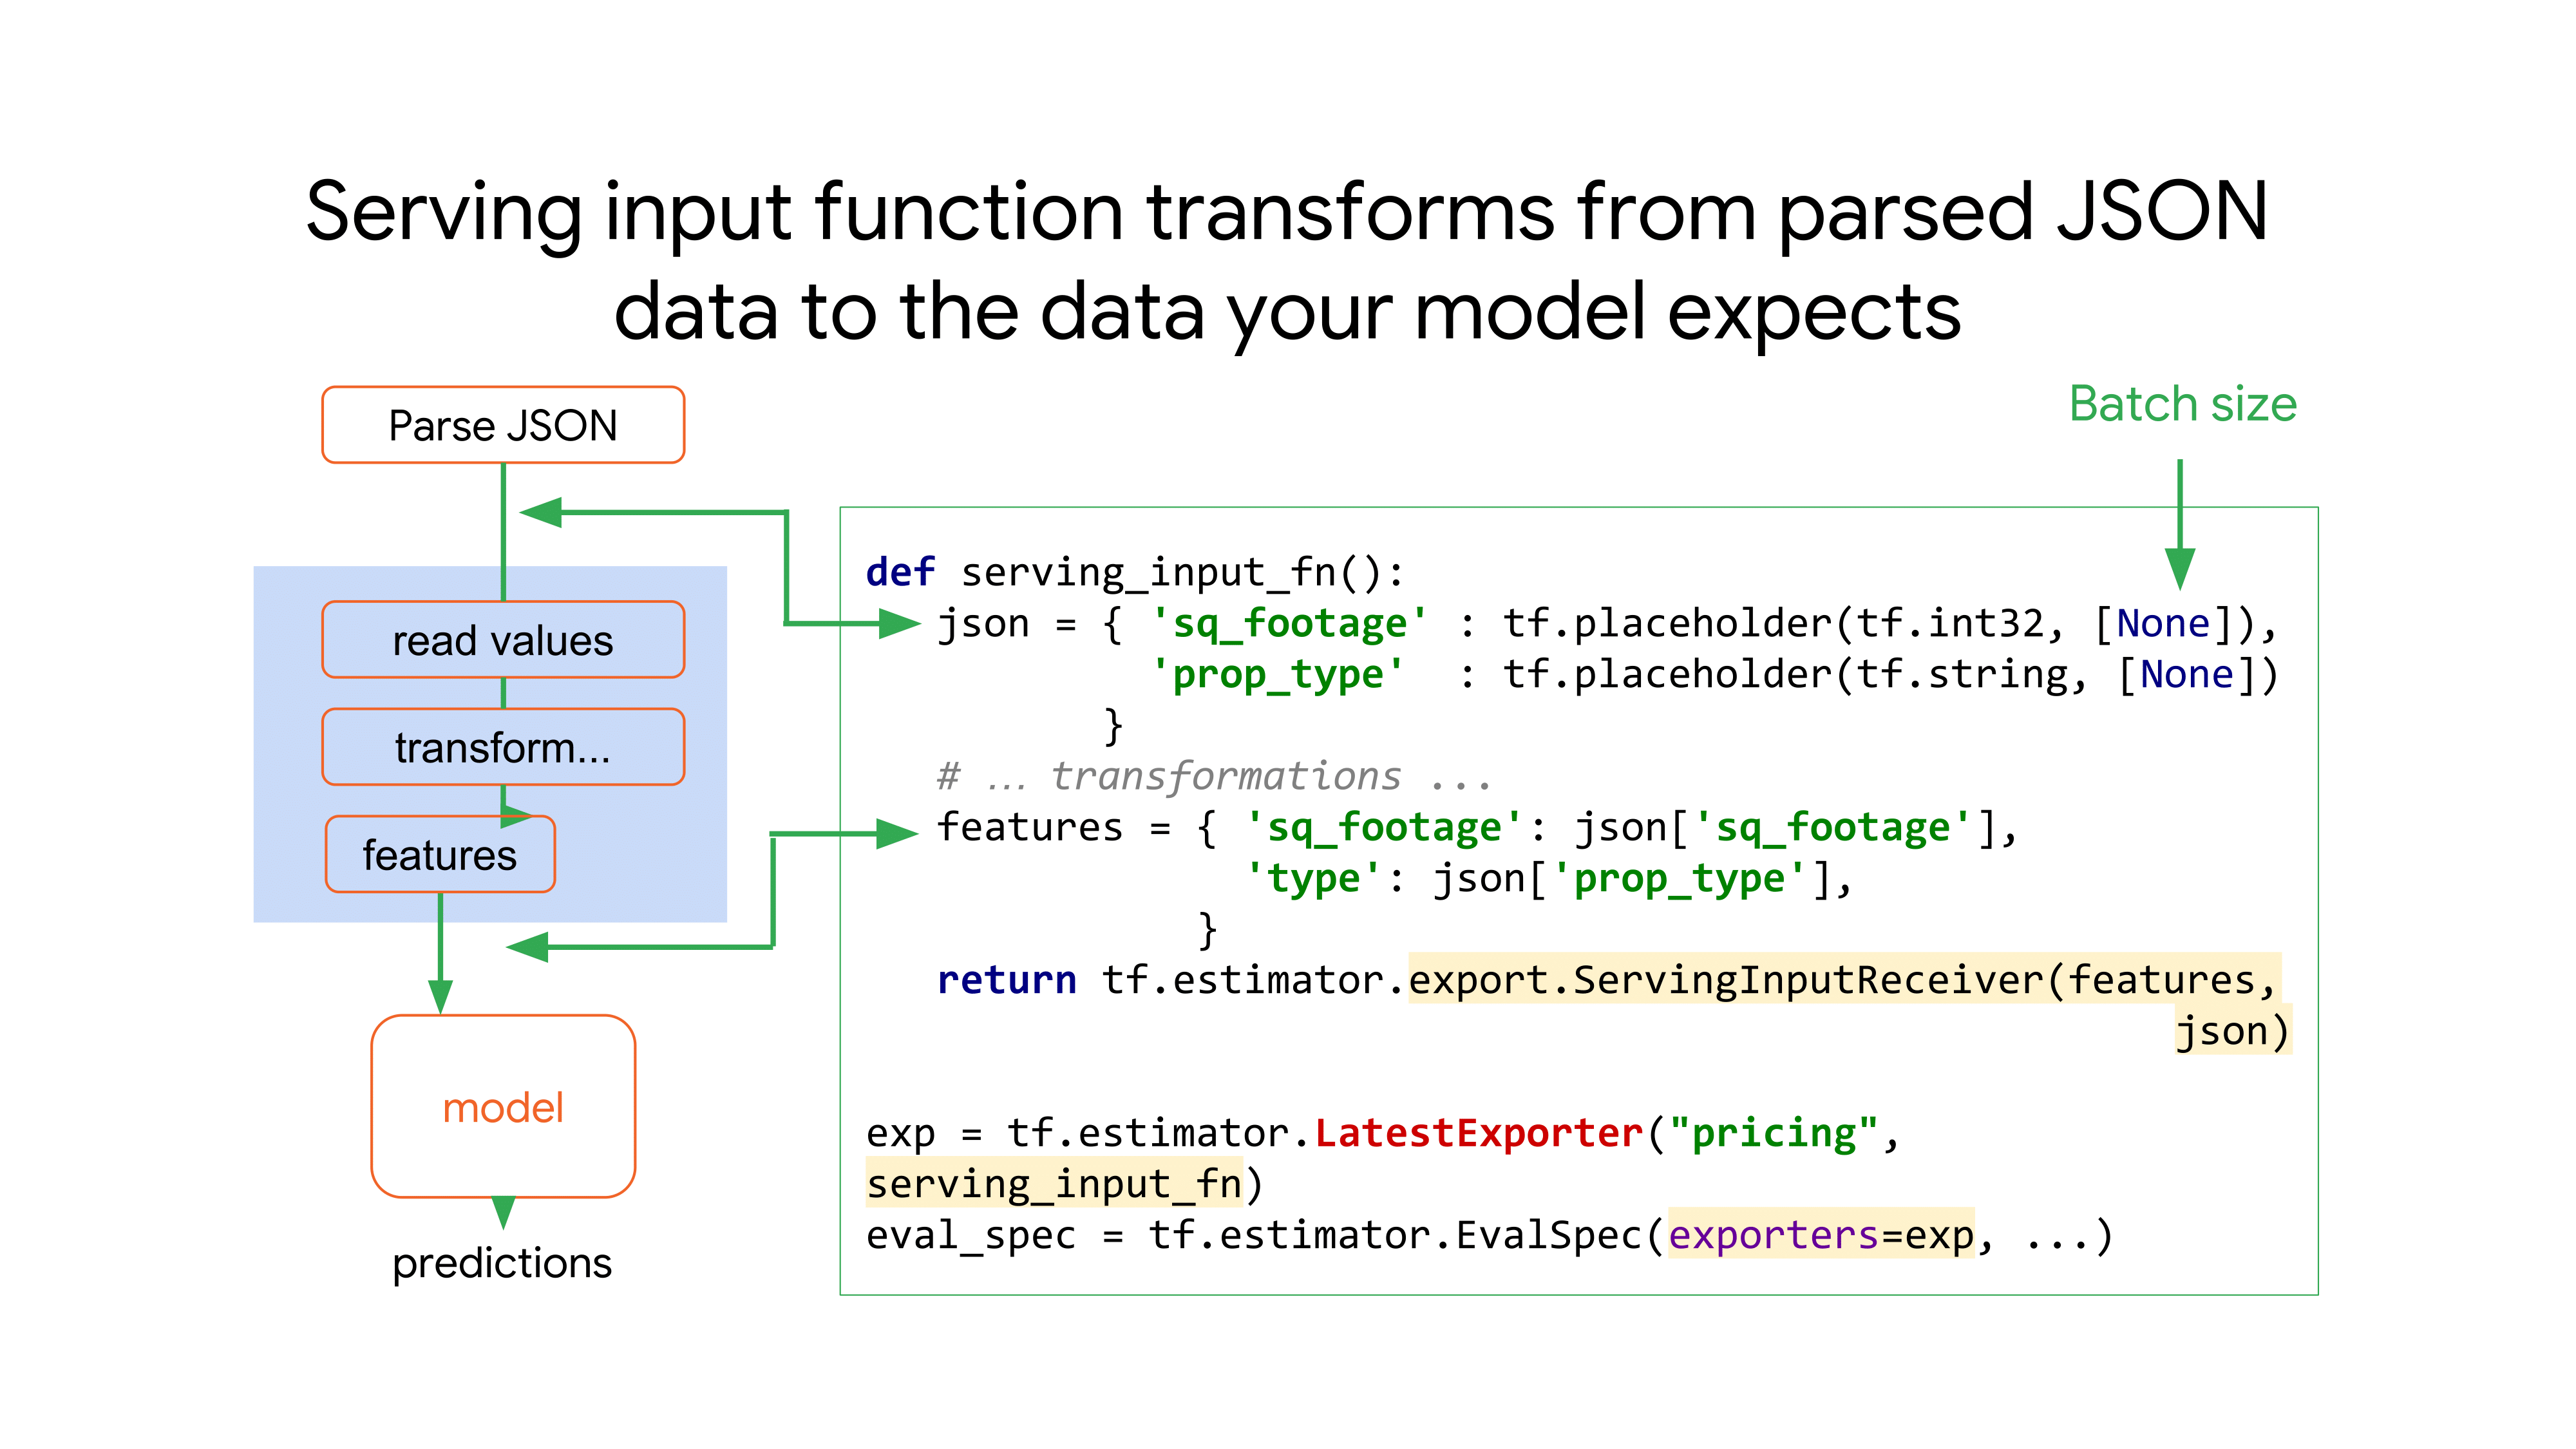 Serving input function transforms from parsed JSON
data to the data your model expects
Parse JSON
read values
transform...
features
model
predictions
Batch size
def serving_input_fn():
json = { 'sq_footage' : tf.placeholder(tf.int32, [None]),
'prop_type' : tf.placeholder(tf.string, [None])
}
# ... transformations ...
features = { 'sq_footage': json['sq_footage'],
'type': json['prop_type'],
}
return tf.estimator.export.ServingInputReceiver(features,
json)
exp = tf.estimator.LatestExporter("pricing",
serving_input_fn)
eval_spec = tf.estimator.EvalSpec(exporters=exp, ...)